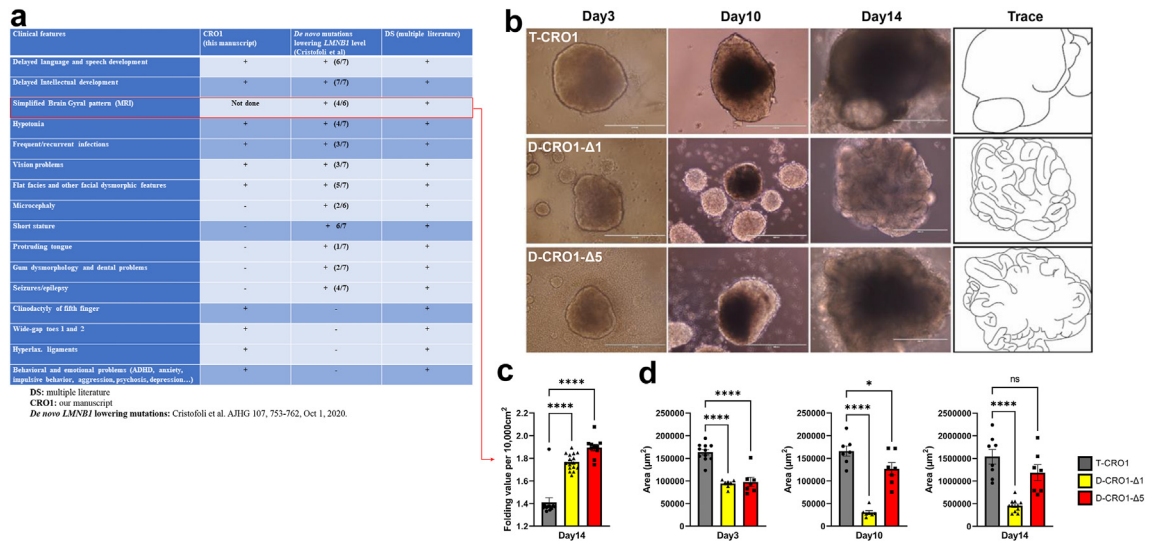 a
Clinical features CRO1 (this manuscript) De novo mutations lowering LMNB1 level (Cristofoli et al) DS (multiple literature)
Delayed language and speech development + + (6/7) +
Delayed Intellectual development + + (7/7) +
Simplified Brain Gyral pattern (MRI) Not done + (4/6) +
Hypotonia + + (4/7) +
Frequent/recurrent infections + + (3/7) +
Vision problems + + (3/7) +
Flat facies and other facial dysmorphic features + + (5/7) +
Microcephaly - + (2/6) +
Short stature - + 6/7 +
Protruding tongue - + (1/7) +
Gum dysmorphology and dental problems - + (2/7) +
Seizures/epilepsy - + (4/7) +
Clinodactyly of fifth finger + - +
Wide-gap toes 1 and 2 + - +
Hyperlax. ligaments + - +
Behavioral and emotional problems (ADHD, anxiety, impulsive behavior, aggression, psychosis, depression…) + - +
DS: multiple literature
CRO1: our manuscript
De novo LMNB1 lowering mutations: Cristofoli et al. AJHG 107, 753-762, Oct 1, 2020.
b
Day3 Day10 Day14 Trace
T-CRO1
D-CRO1-Δ1
D-CRO1-Δ5
c
****
****
Folding value per 10,000cm²
2.2
2.0
1.8
1.6
1.4
1.2
Day14
d
****
****
Area (µm²)
250000
200000
150000
100000
50000
0
Day3
*
****
Area (µm²)
250000
200000
150000
100000
50000
0
Day10
ns
****
Area (µm²)
2500000
2000000
1500000
1000000
500000
0
Day14
T-CRO1
D-CRO1-Δ1
D-CRO1-Δ5